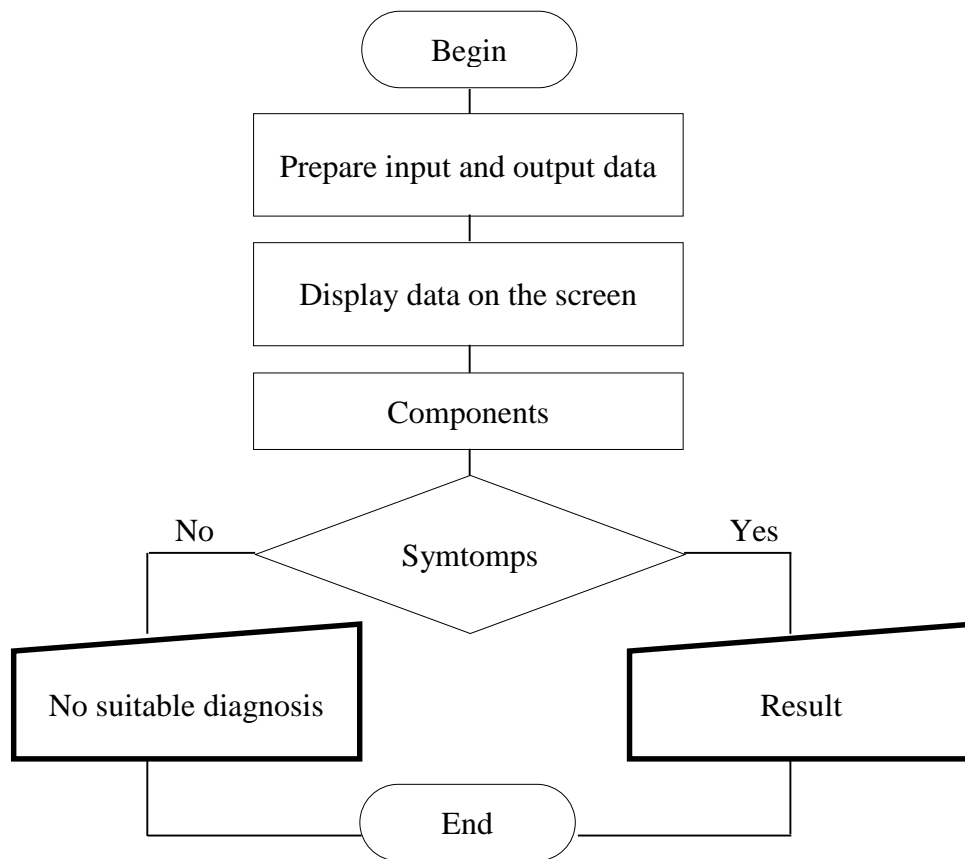 Begin
Prepare input and output data
Display data on the screen
Components
No
Yes
Symtomps
No suitable diagnosis
Result
End